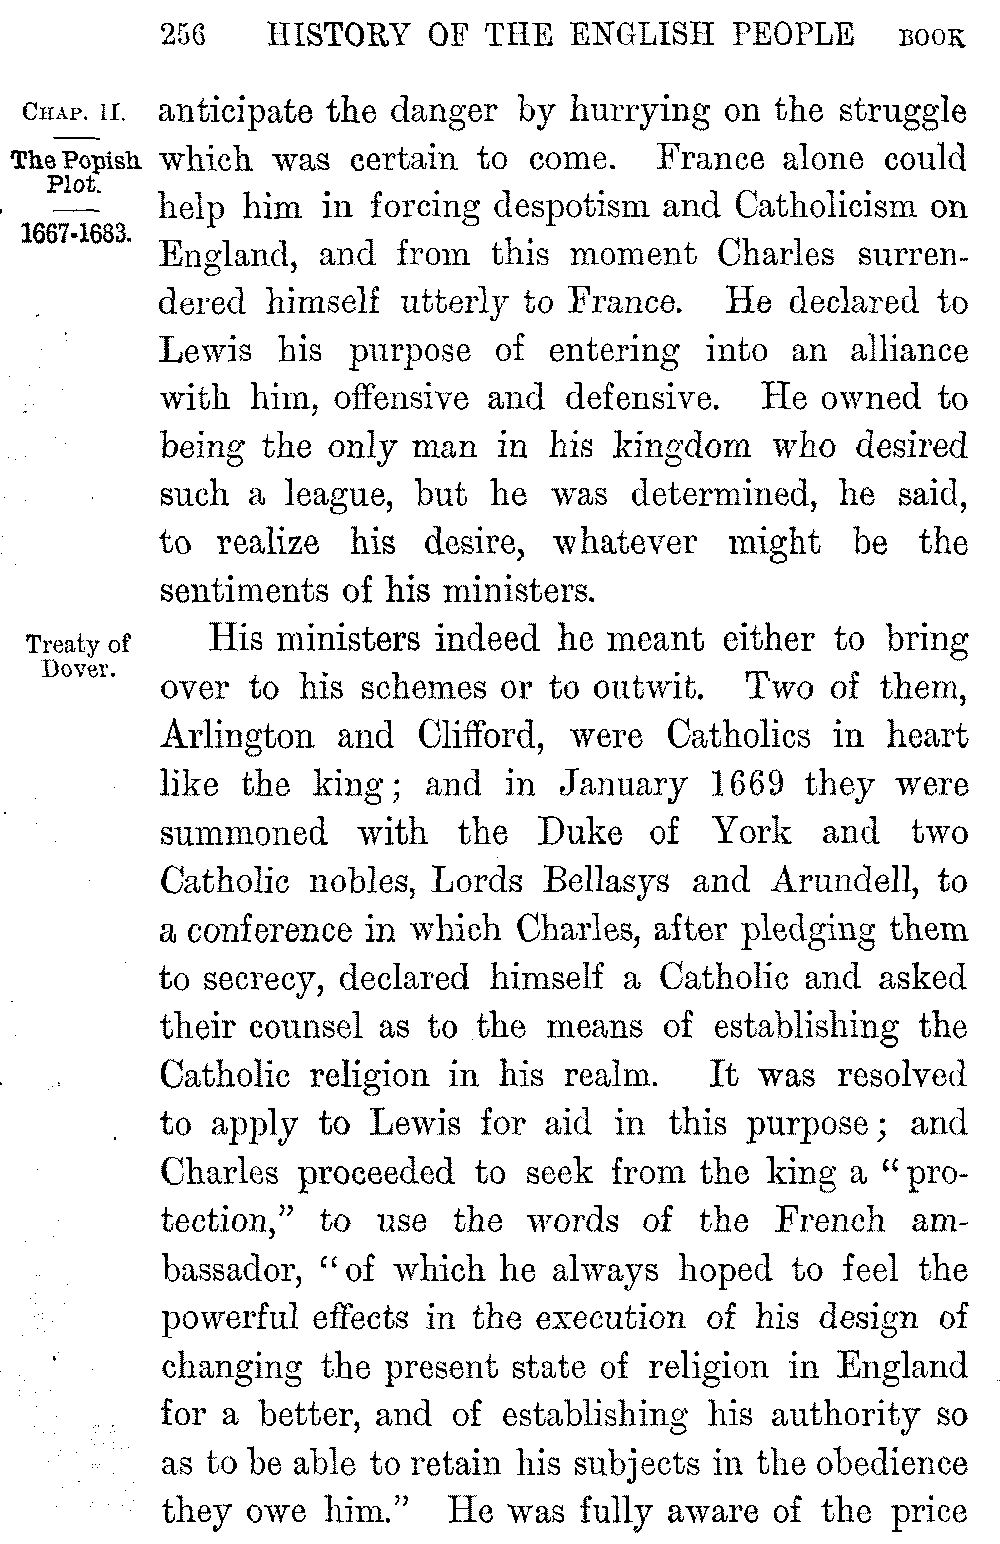 256 HISTORY OF THE ENGLISH PEOPLE BOOK
CHAP. II.
The Popish
Plot.
1667-1683.
anticipate the danger by hurrying on the struggle
which was certain to come. France alone could
help him in forcing despotism and Catholicism on
England, and from this moment Charles surren-
dered himself utterly to France. He declared to
Lewis his purpose of entering into an alliance
with him, offensive and defensive. He owned to
being the only man in his kingdom who desired
such a league, but he was determined, he said,
to realize his desire, whatever might be the
sentiments of his ministers.
Treaty of
Dover.
His ministers indeed he meant either to bring
over to his schemes or to outwit. Two of them,
Arlington and Clifford, were Catholics in heart
like the king; and in January 1669 they were
summoned with the Duke of York and two
Catholic nobles, Lords Bellasys and Arundell, to
a conference in which Charles, after pledging them
to secrecy, declared himself a Catholic and asked
their counsel as to the means of establishing the
Catholic religion in his realm. It was resolved
to apply to Lewis for aid in this purpose; and
Charles proceeded to seek from the king a “pro-
tection,” to use the words of the French am-
bassador, “of which he always hoped to feel the
powerful effects in the execution of his design of
changing the present state of religion in England
for a better, and of establishing his authority so
as to be able to retain his subjects in the obedience
they owe him.” He was fully aware of the price